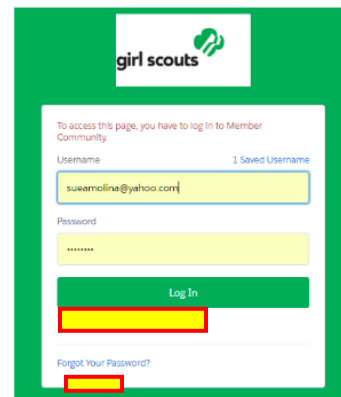 girl scouts
To access this page, you have to log in to Member
Community.
Username 1 Saved Username
sueamolina@yahoo.com
Password
••••••••
Log In
Forgot Your Password?